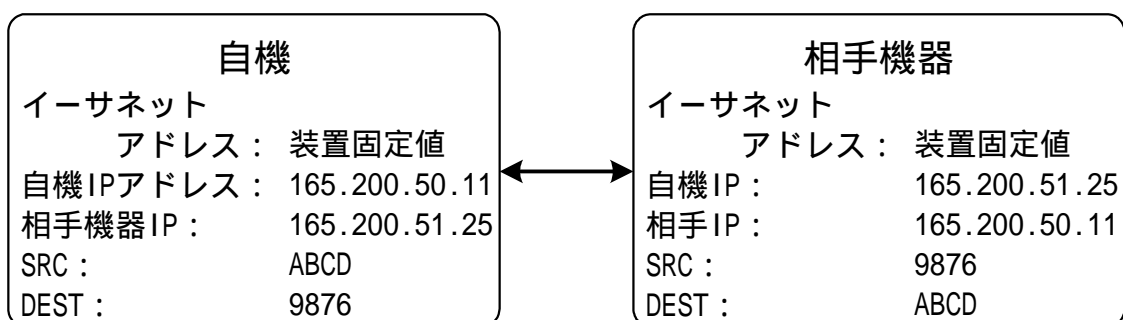 自機
イーサネット
アドレス： 装置固定値
自機IPアドレス： 165.200.50.11
相手機器IP： 165.200.51.25
SRC： ABCD
DEST： 9876
相手機器
イーサネット
アドレス： 装置固定値
自機IP： 165.200.51.25
相手IP： 165.200.50.11
SRC： 9876
DEST： ABCD